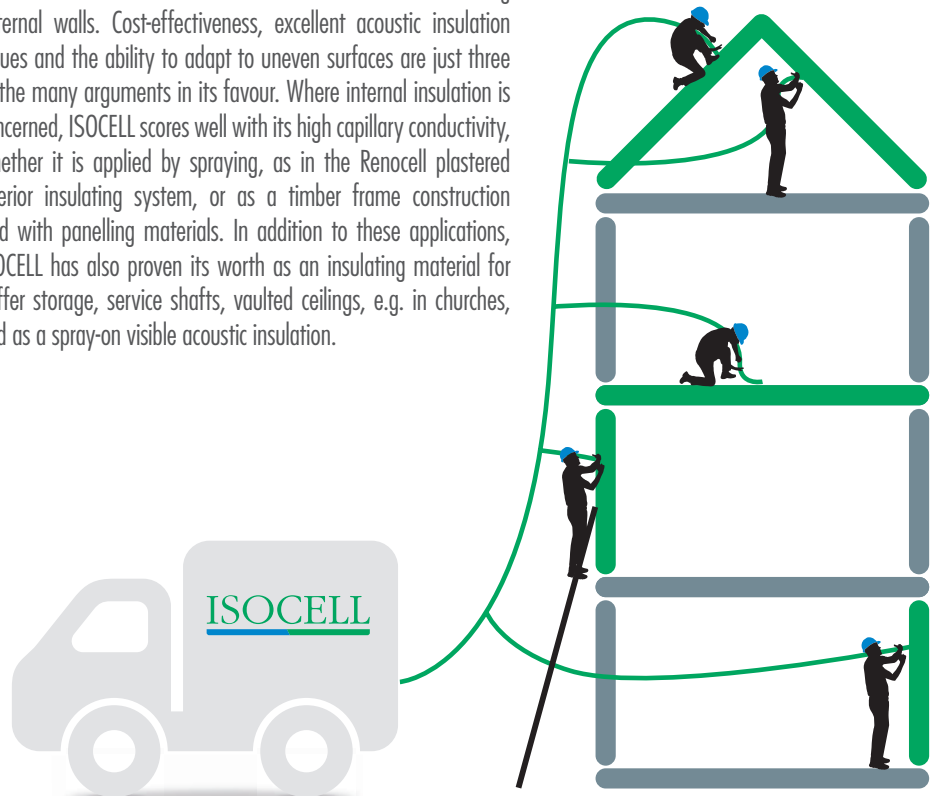 ternal walls. Cost-effectiveness, excellent acoustic insulation
ues and the ability to adapt to uneven surfaces are just three
the many arguments in its favour. Where internal insulation is
ncerned, ISOCELL scores well with its high capillary conductivity,
ether it is applied by spraying, as in the Renocell plastered
erior insulating system, or as a timber frame construction
d with panelling materials. In addition to these applications,
OCELL has also proven its worth as an insulating material for
ffer storage, service shafts, vaulted ceilings, e.g. in churches,
d as a spray-on visible acoustic insulation.
ISOCELL